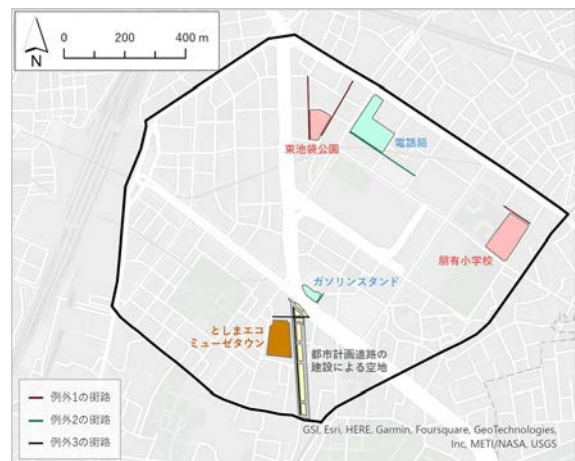 0 200 400 m
N
東池袋公園
電話局
朋有小学校
ガソリンスタンド
としまエコ
ミューゼタウン
都市計画道路の
建設による空地
例外1の街路
例外2の街路
例外3の街路
GSI, Esri, HERE, Garmin, Foursquare, GeoTechnologies,
Inc, METI/NASA, USGS